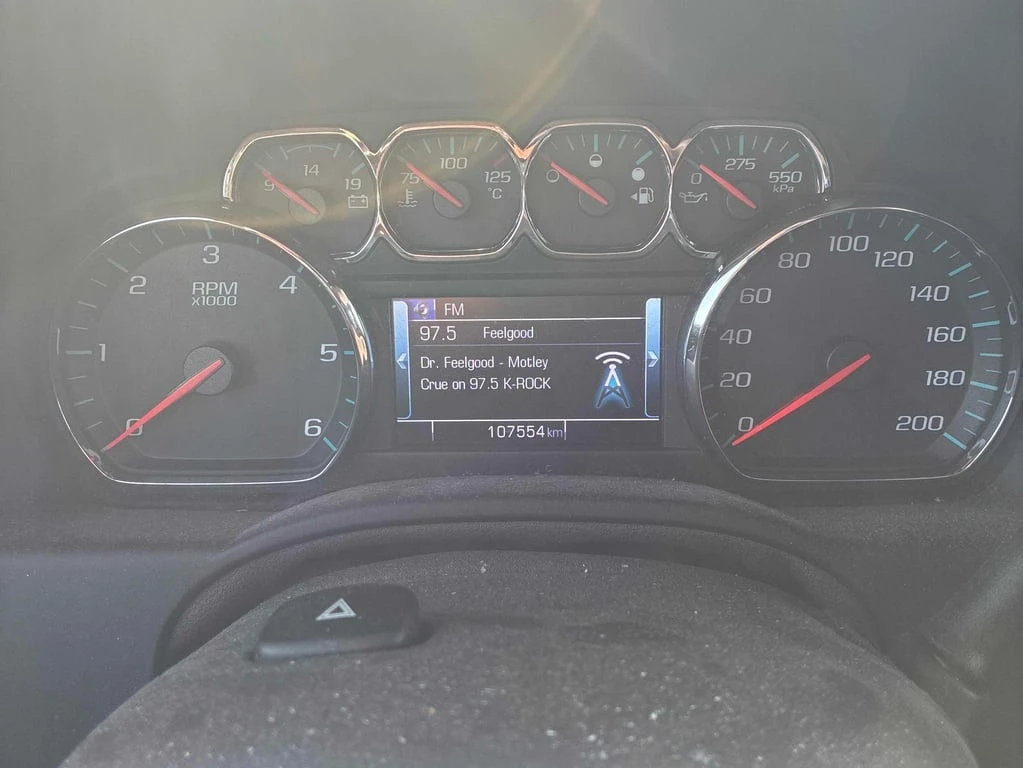 14
9 19
100
75 125
°C
275
0 550
kPa
3
2 4
RPM
x1000
1 5
0 6
FM
97.5 Feelgood
Dr. Feelgood - Motley
Crue on 97.5 K-ROCK
107554 km
100
80 120
60 140
40 160
20 180
0 200